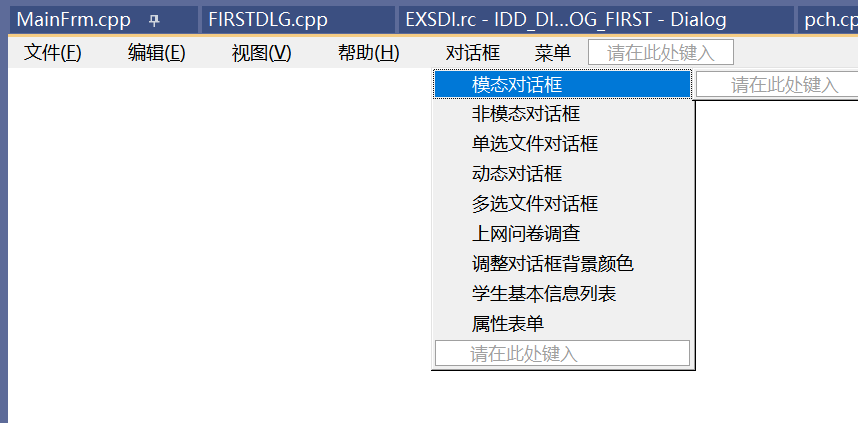 MainFrm.cpp FIRSTDLG.cpp EXSDI.rc - IDD_DI...OG_FIRST - Dialog pch.cp
文件(F) 编辑(E) 视图(V) 帮助(H) 对话框 菜单 请在此处键入
模态对话框 请在此处键入
非模态对话框
单选文件对话框
动态对话框
多选文件对话框
上网问卷调查
调整对话框背景颜色
学生基本信息列表
属性表单
请在此处键入